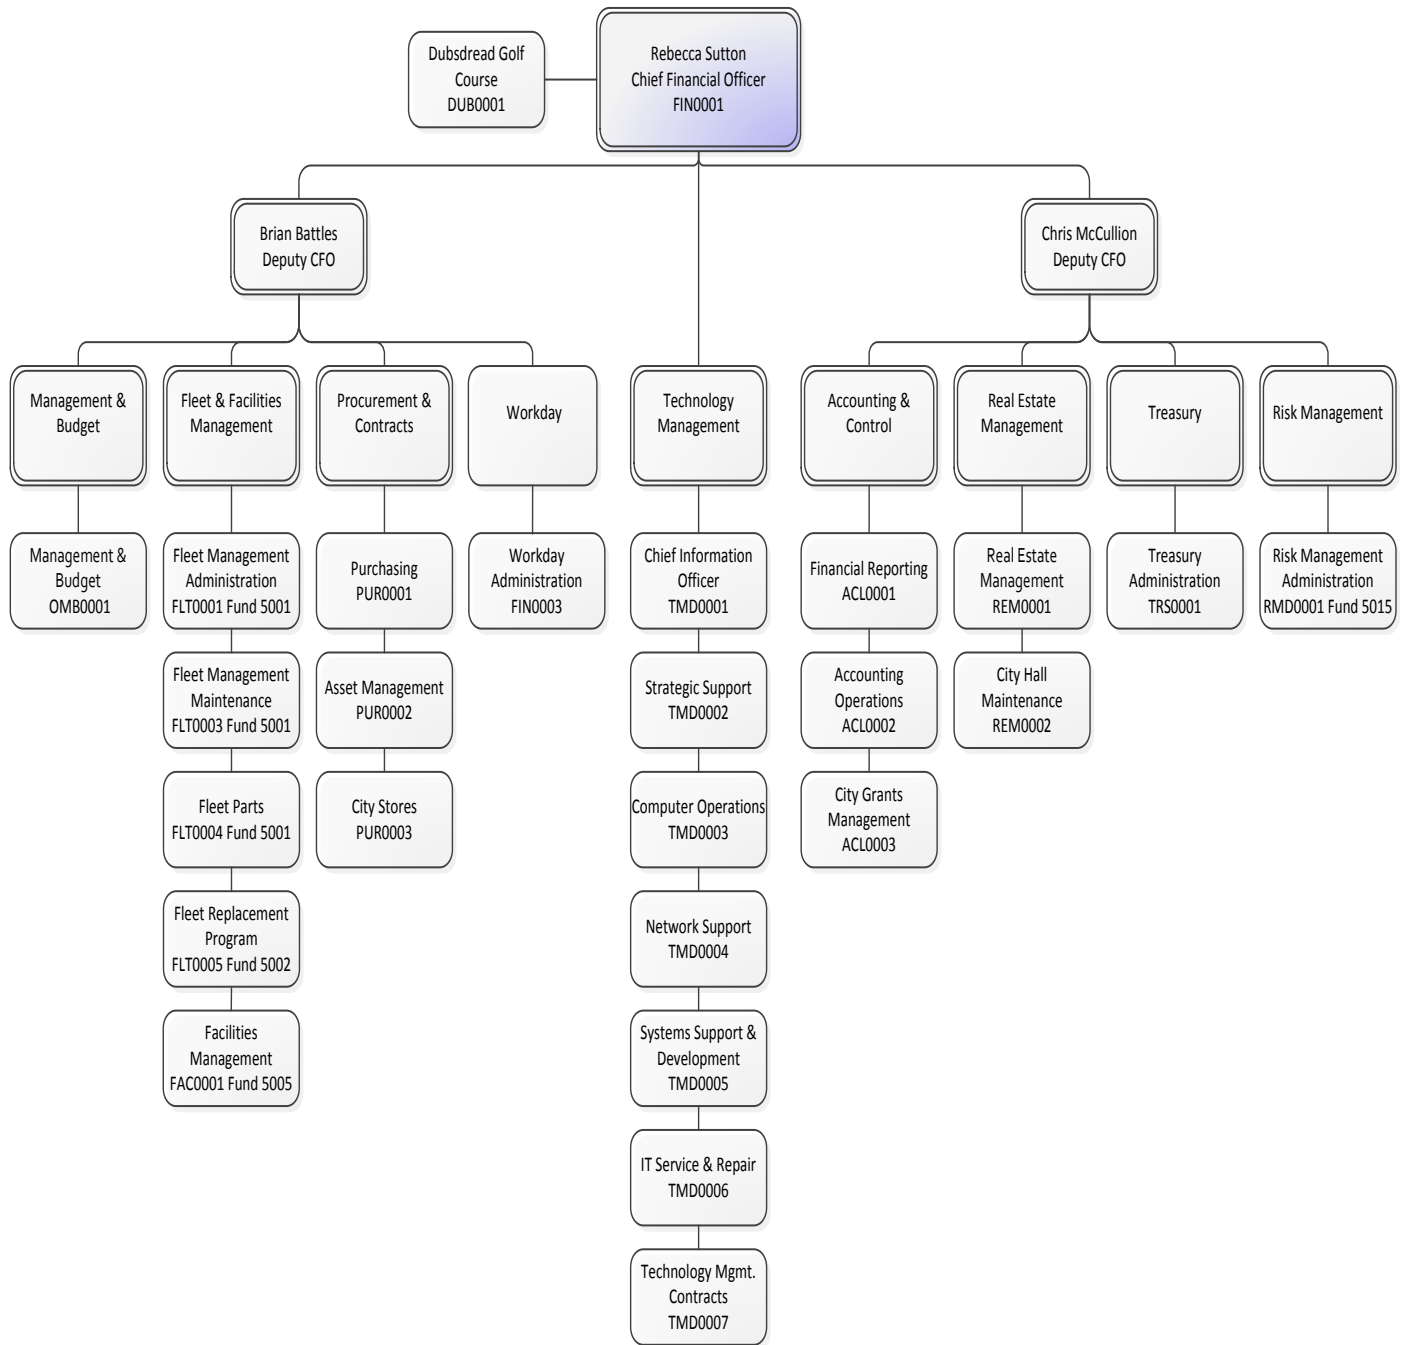 Dubsdread Golf
Course
DUB0001
Rebecca Sutton
Chief Financial Officer
FIN0001
Brian Battles
Deputy CFO
Chris McCullion
Deputy CFO
Management &
Budget
Fleet & Facilities
Management
Procurement &
Contracts
Workday
Technology
Management
Accounting &
Control
Real Estate
Management
Treasury
Risk Management
Management &
Budget
OMB0001
Fleet Management
Administration
FLT0001 Fund 5001
Purchasing
PUR0001
Workday
Administration
FIN0003
Chief Information
Officer
TMD0001
Financial Reporting
ACL0001
Real Estate
Management
REM0001
Treasury
Administration
TRS0001
Risk Management
Administration
RMD0001 Fund 5015
Fleet Management
Maintenance
FLT0003 Fund 5001
Asset Management
PUR0002
Strategic Support
TMD0002
Accounting
Operations
ACL0002
City Hall
Maintenance
REM0002
Fleet Parts
FLT0004 Fund 5001
City Stores
PUR0003
Computer Operations
TMD0003
City Grants
Management
ACL0003
Fleet Replacement
Program
FLT0005 Fund 5002
Network Support
TMD0004
Facilities
Management
FAC0001 Fund 5005
Systems Support &
Development
TMD0005
IT Service & Repair
TMD0006
Technology Mgmt.
Contracts
TMD0007